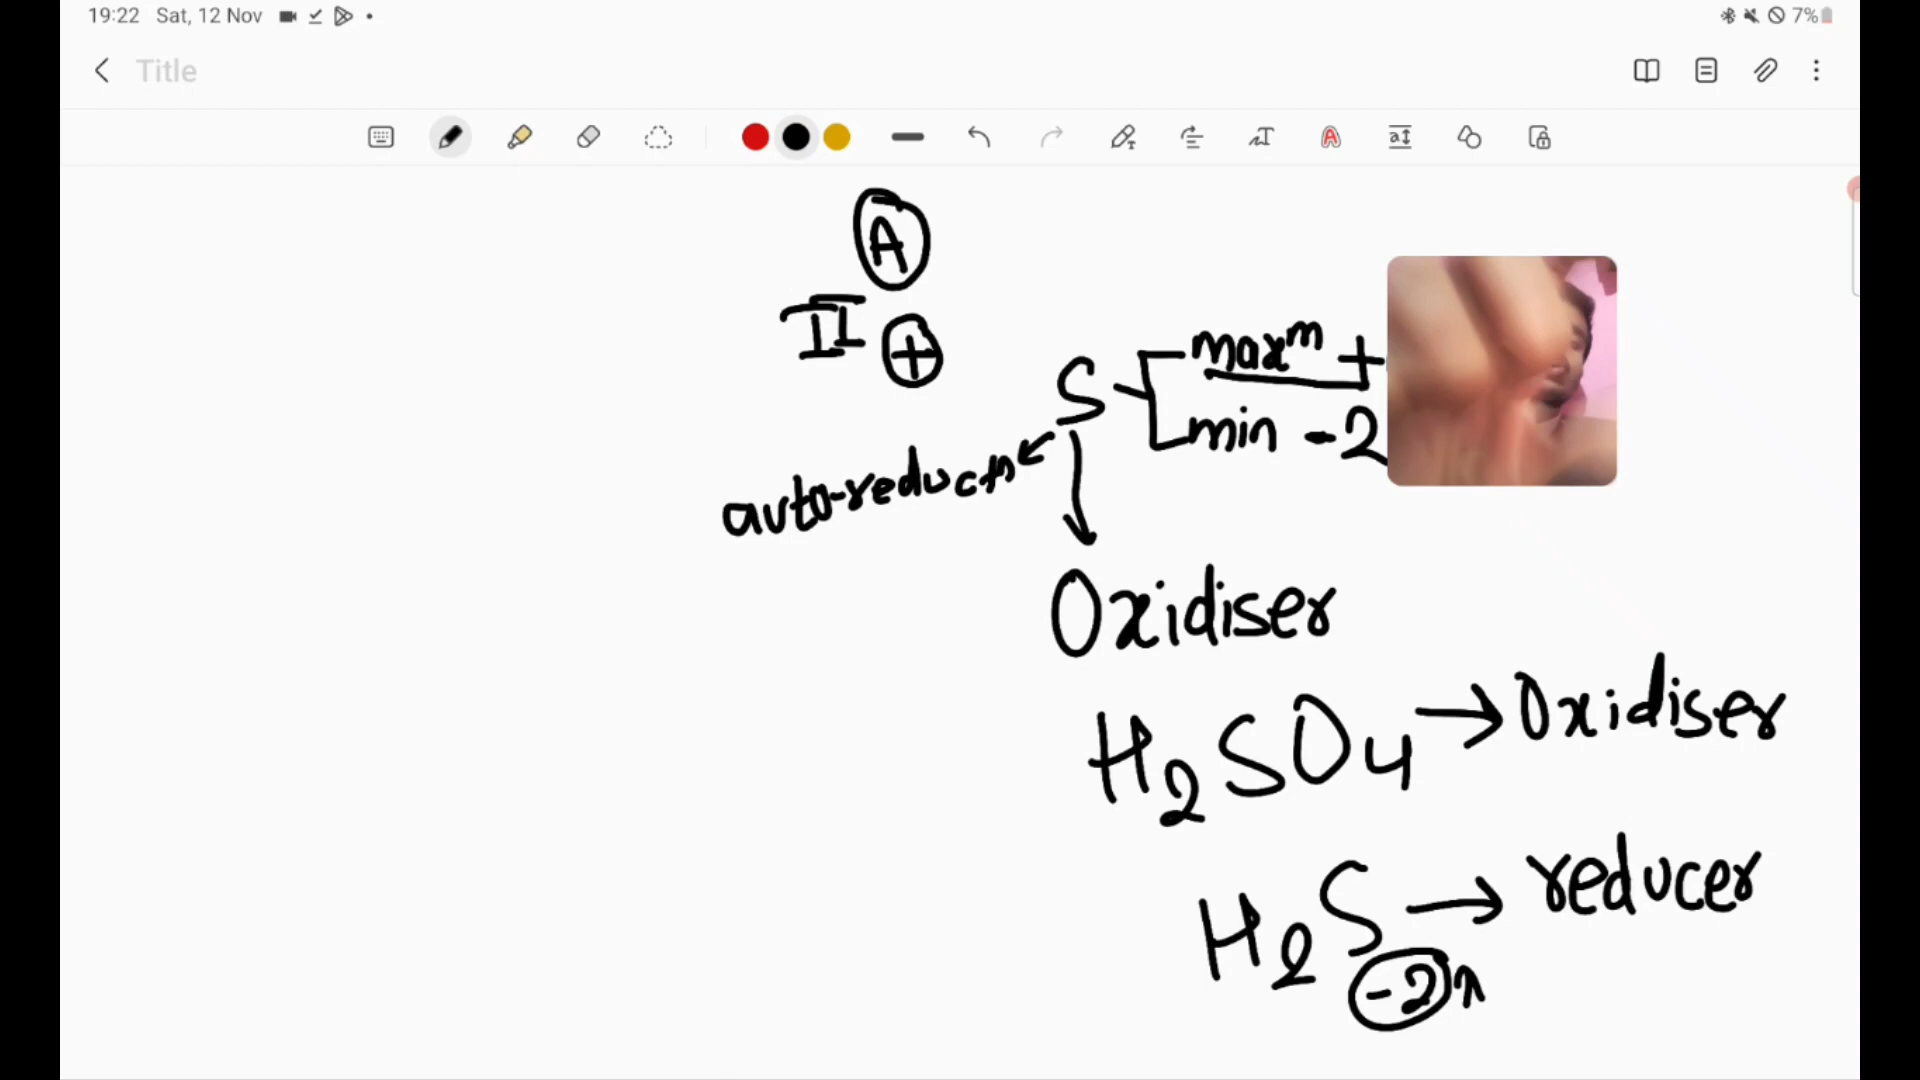 19:22 Sat, 12 Nov 7%
Title
A
II +
S maxᵐ +
min -2
auto-reductn
Oxidiser
H₂SO₄ → Oxidiser
H₂S → reducer
-2